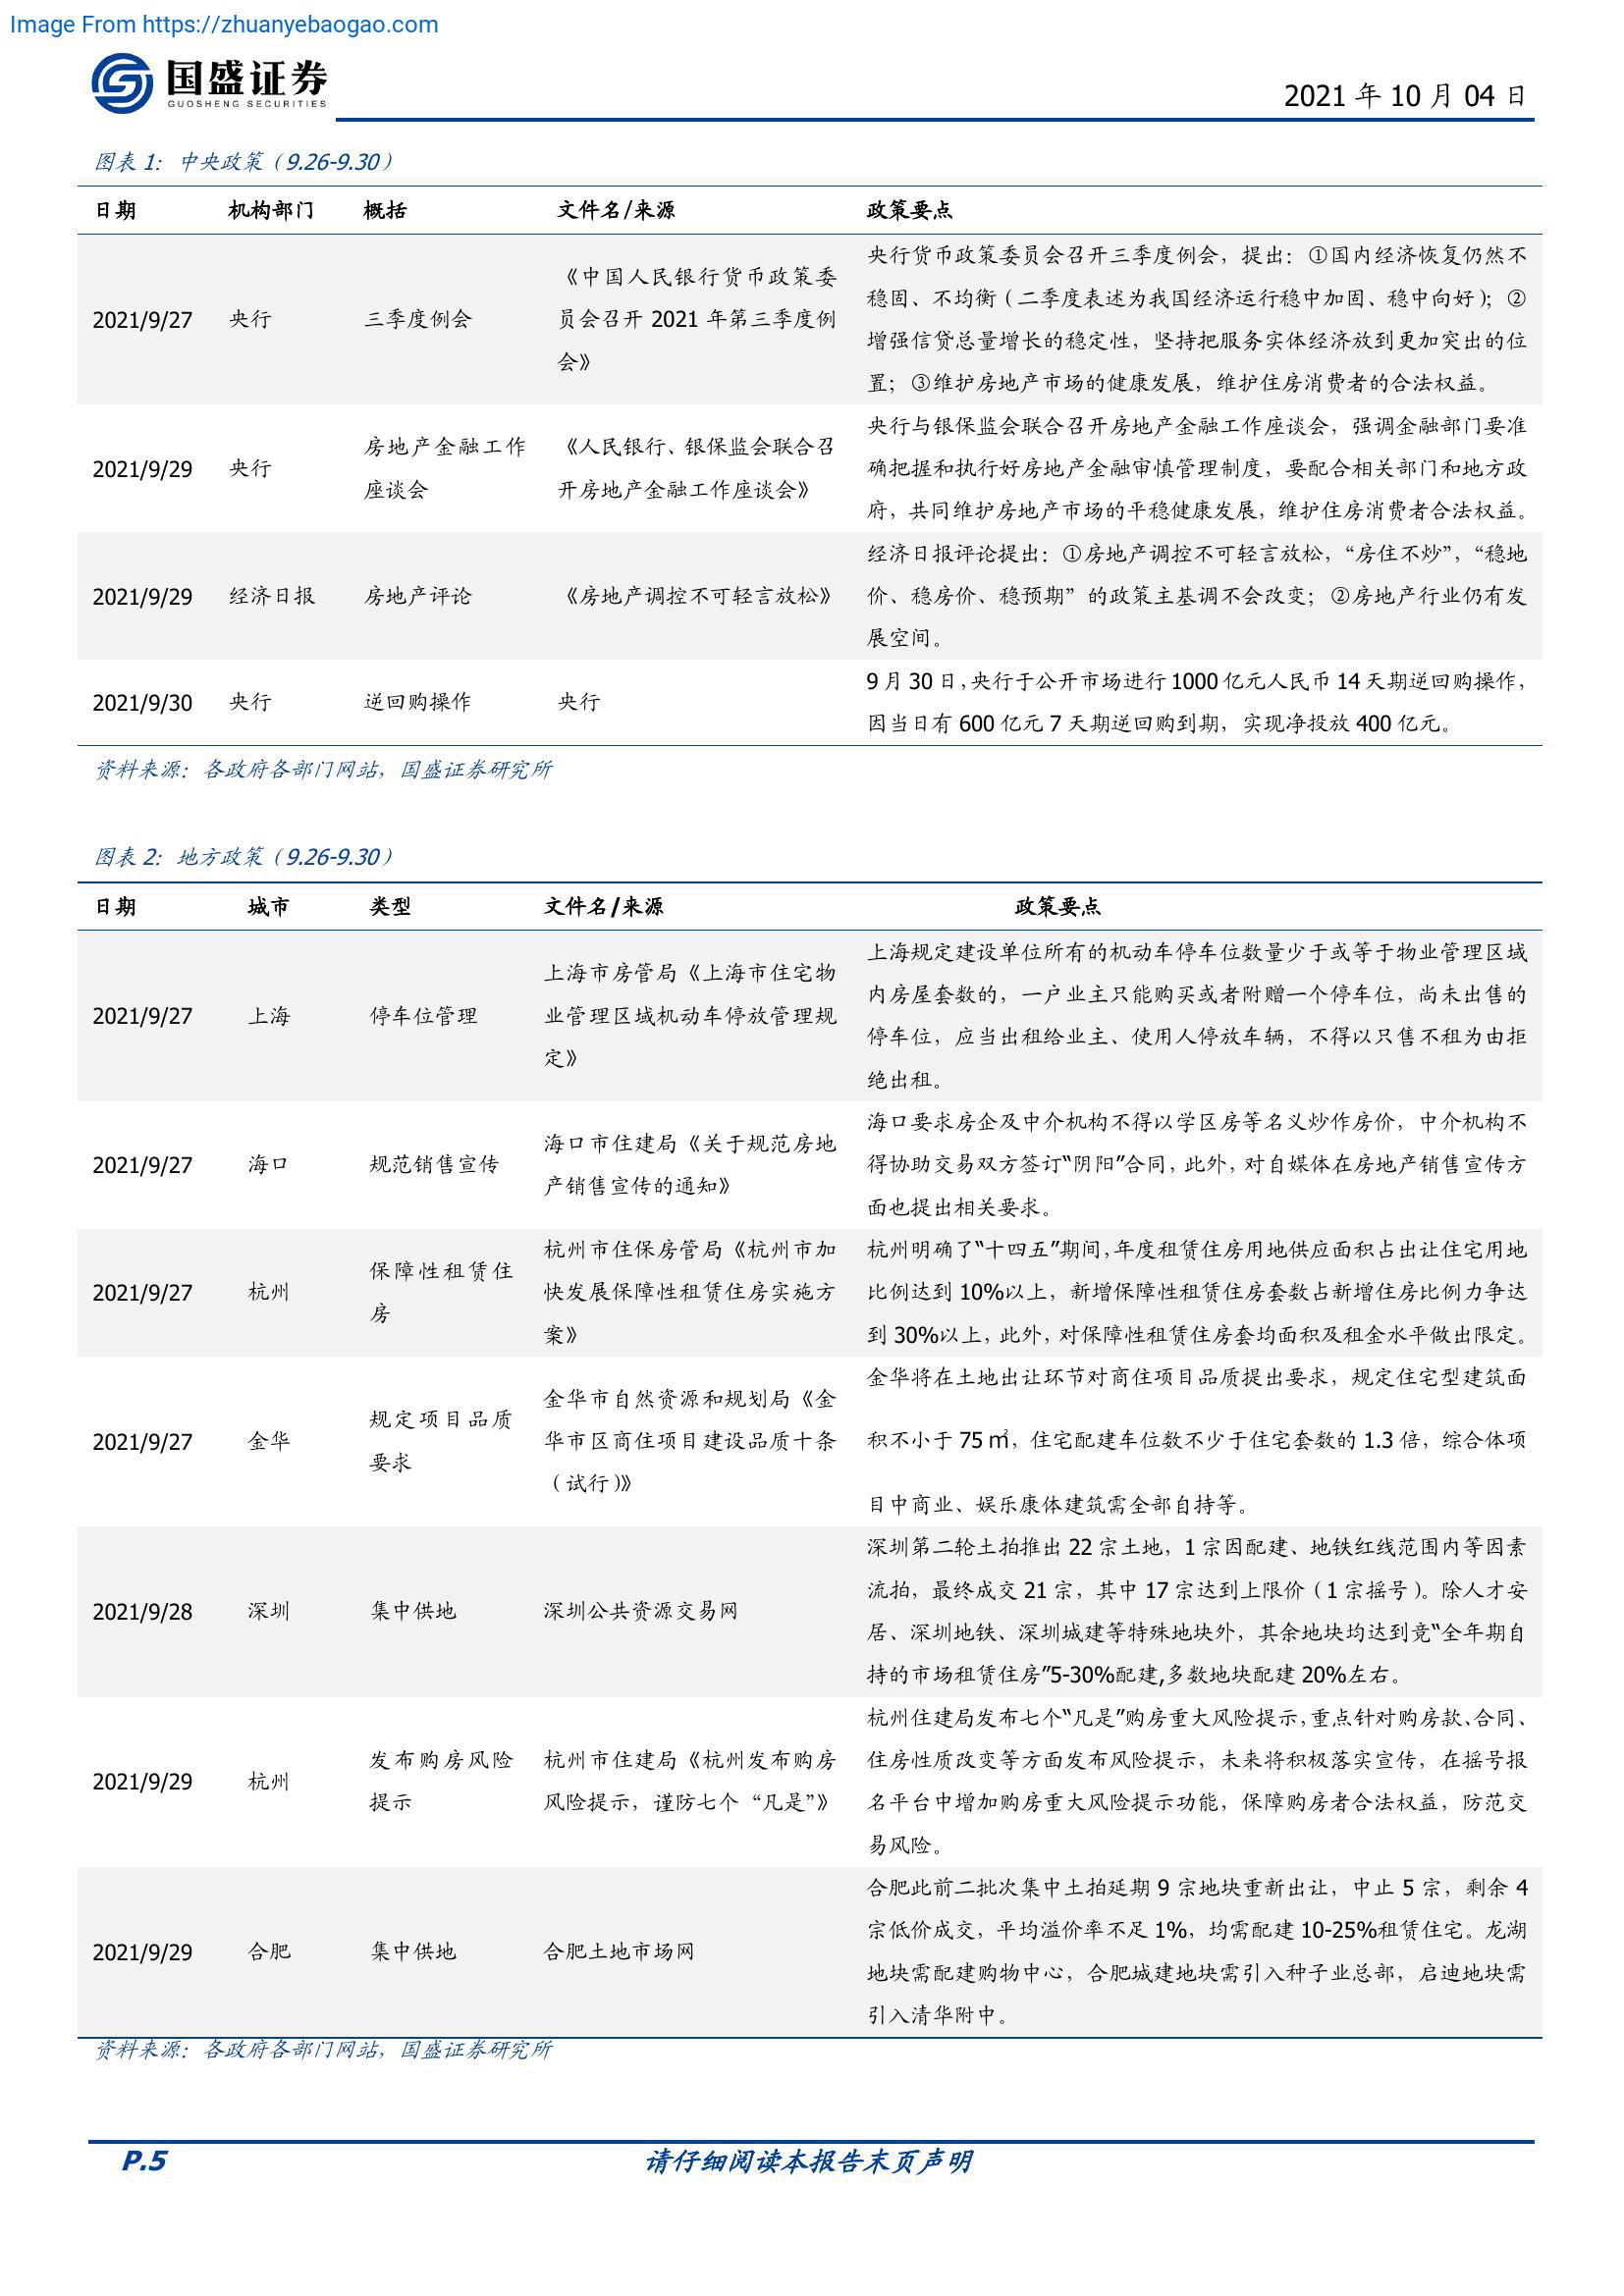 Image From https://zhuanyebaogao.com
国盛证券
GUOSHENG SECURITIES
2021 年 10 月 04 日
图表 1：中央政策（9.26-9.30）
日期 机构部门 概括 文件名/来源 政策要点
2021/9/27 央行 三季度例会
《中国人民银行货币政策委
员会召开 2021 年第三季度例
会》
央行货币政策委员会召开三季度例会，提出：①国内经济恢复仍然不
稳固、不均衡（二季度表述为我国经济运行稳中加固、稳中向好）；②
增强信贷总量增长的稳定性，坚持把服务实体经济放到更加突出的位
置；③维护房地产市场的健康发展，维护住房消费者的合法权益。
2021/9/29 央行
房地产金融工作
座谈会
《人民银行、银保监会联合召
开房地产金融工作座谈会》
央行与银保监会联合召开房地产金融工作座谈会，强调金融部门要准
确把握和执行好房地产金融审慎管理制度，要配合相关部门和地方政
府，共同维护房地产市场的平稳健康发展，维护住房消费者合法权益。
2021/9/29 经济日报 房地产评论 《房地产调控不可轻言放松》
经济日报评论提出：①房地产调控不可轻言放松，“房住不炒”，“稳地
价、稳房价、稳预期”的政策主基调不会改变；②房地产行业仍有发
展空间。
2021/9/30 央行 逆回购操作 央行
9 月 30 日，央行于公开市场进行 1000 亿元人民币 14 天期逆回购操作，
因当日有 600 亿元 7 天期逆回购到期，实现净投放 400 亿元。
资料来源：各政府各部门网站，国盛证券研究所
图表 2：地方政策（9.26-9.30）
日期 城市 类型 文件名/来源 政策要点
2021/9/27 上海 停车位管理
上海市房管局《上海市住宅物
业管理区域机动车停放管理规
定》
上海规定建设单位所有的机动车停车位数量少于或等于物业管理区域
内房屋套数的，一户业主只能购买或者附赠一个停车位，尚未出售的
停车位，应当出租给业主、使用人停放车辆，不得以只售不租为由拒
绝出租。
2021/9/27 海口 规范销售宣传
海口市住建局《关于规范房地
产销售宣传的通知》
海口要求房企及中介机构不得以学区房等名义炒作房价，中介机构不
得协助交易双方签订“阴阳”合同，此外，对自媒体在房地产销售宣传方
面也提出相关要求。
2021/9/27 杭州
保障性租赁住
房
杭州市住保房管局《杭州市加
快发展保障性租赁住房实施方
案》
杭州明确了“十四五”期间，年度租赁住房用地供应面积占出让住宅用地
比例达到 10%以上，新增保障性租赁住房套数占新增住房比例力争达
到 30%以上，此外，对保障性租赁住房套均面积及租金水平做出限定。
2021/9/27 金华
规定项目品质
要求
金华市自然资源和规划局《金
华市区商住项目建设品质十条
（试行）》
金华将在土地出让环节对商住项目品质提出要求，规定住宅型建筑面
积不小于 75 ㎡，住宅配建车位数不少于住宅套数的 1.3 倍，综合体项
目中商业、娱乐康体建筑需全部自持等。
2021/9/28 深圳 集中供地 深圳公共资源交易网
深圳第二轮土拍推出 22 宗土地，1 宗因配建、地铁红线范围内等因素
流拍，最终成交 21 宗，其中 17 宗达到上限价（1 宗摇号）。除人才安
居、深圳地铁、深圳城建等特殊地块外，其余地块均达到竞“全年期自
持的市场租赁住房”5-30%配建,多数地块配建 20%左右。
2021/9/29 杭州
发布购房风险
提示
杭州市住建局《杭州发布购房
风险提示，谨防七个“凡是”》
杭州住建局发布七个“凡是”购房重大风险提示，重点针对购房款、合同、
住房性质改变等方面发布风险提示，未来将积极落实宣传，在摇号报
名平台中增加购房重大风险提示功能，保障购房者合法权益，防范交
易风险。
2021/9/29 合肥 集中供地 合肥土地市场网
合肥此前二批次集中土拍延期 9 宗地块重新出让，中止 5 宗，剩余 4
宗低价成交，平均溢价率不足 1%，均需配建 10-25%租赁住宅。龙湖
地块需配建购物中心，合肥城建地块需引入种子业总部，启迪地块需
引入清华附中。
资料来源：各政府各部门网站，国盛证券研究所
P.5
请仔细阅读本报告末页声明